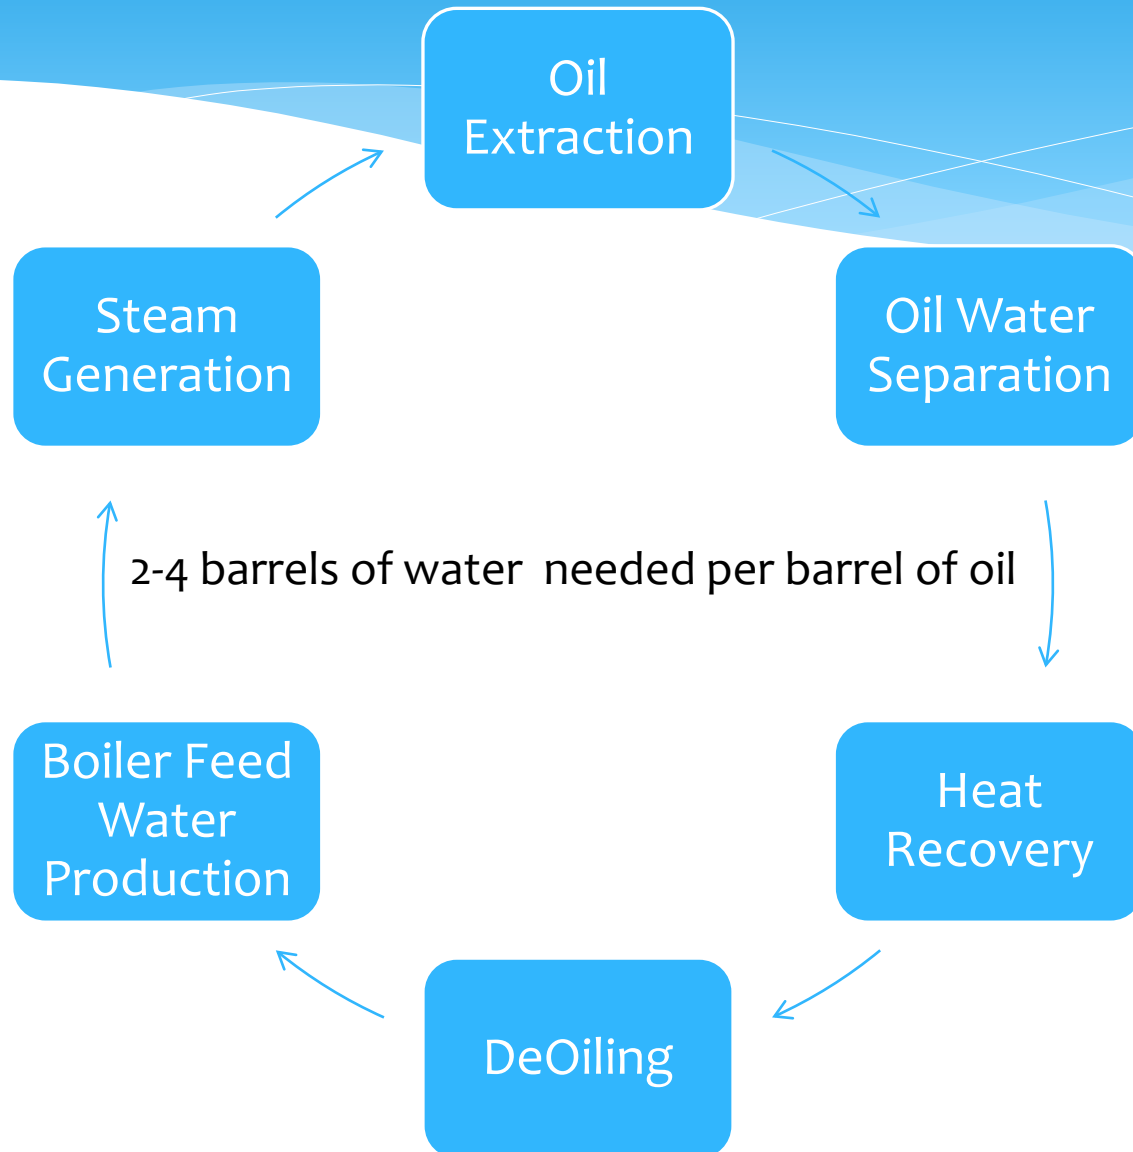 Oil
Extraction
Oil Water
Separation
Heat
Recovery
DeOiling
Boiler Feed
Water
Production
Steam
Generation
2-4 barrels of water  needed per barrel of oil